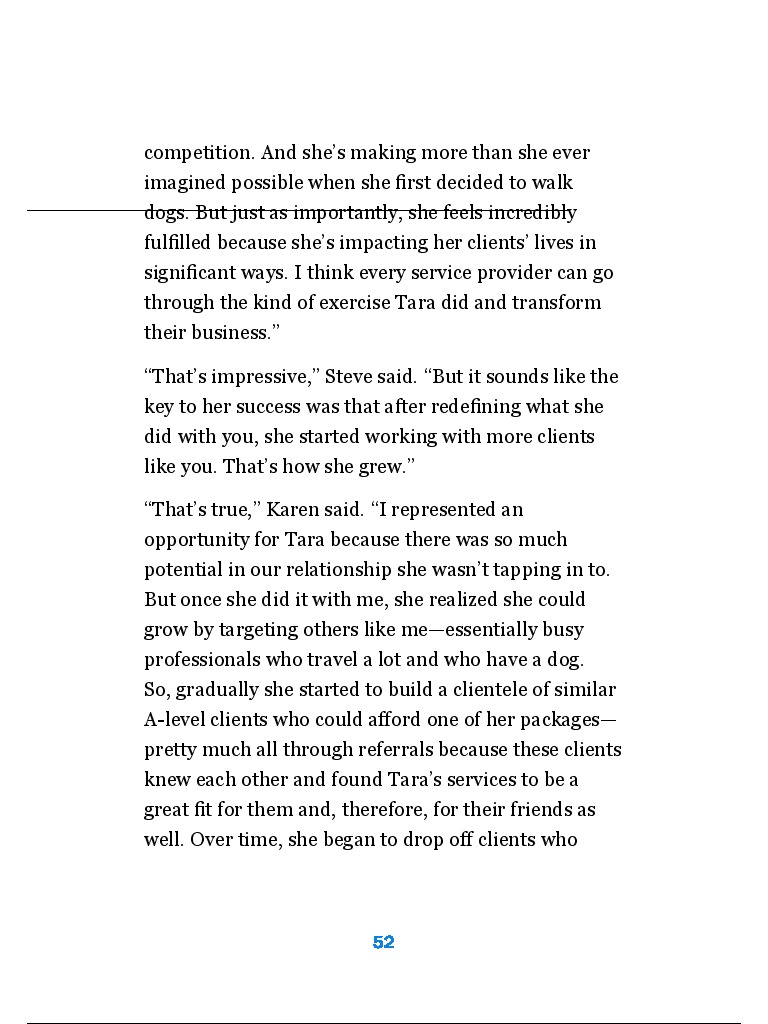 competition. And she’s making more than she ever
imagined possible when she first decided to walk
dogs. But just as importantly, she feels incredibly
fulfilled because she’s impacting her clients’ lives in
significant ways. I think every service provider can go
through the kind of exercise Tara did and transform
their business.”
“That’s impressive,” Steve said. “But it sounds like the
key to her success was that after redefining what she
did with you, she started working with more clients
like you. That’s how she grew.”
“That’s true,” Karen said. “I represented an
opportunity for Tara because there was so much
potential in our relationship she wasn’t tapping in to.
But once she did it with me, she realized she could
grow by targeting others like me—essentially busy
professionals who travel a lot and who have a dog.
So, gradually she started to build a clientele of similar
A-level clients who could afford one of her packages—
pretty much all through referrals because these clients
knew each other and found Tara’s services to be a
great fit for them and, therefore, for their friends as
well. Over time, she began to drop off clients who
52